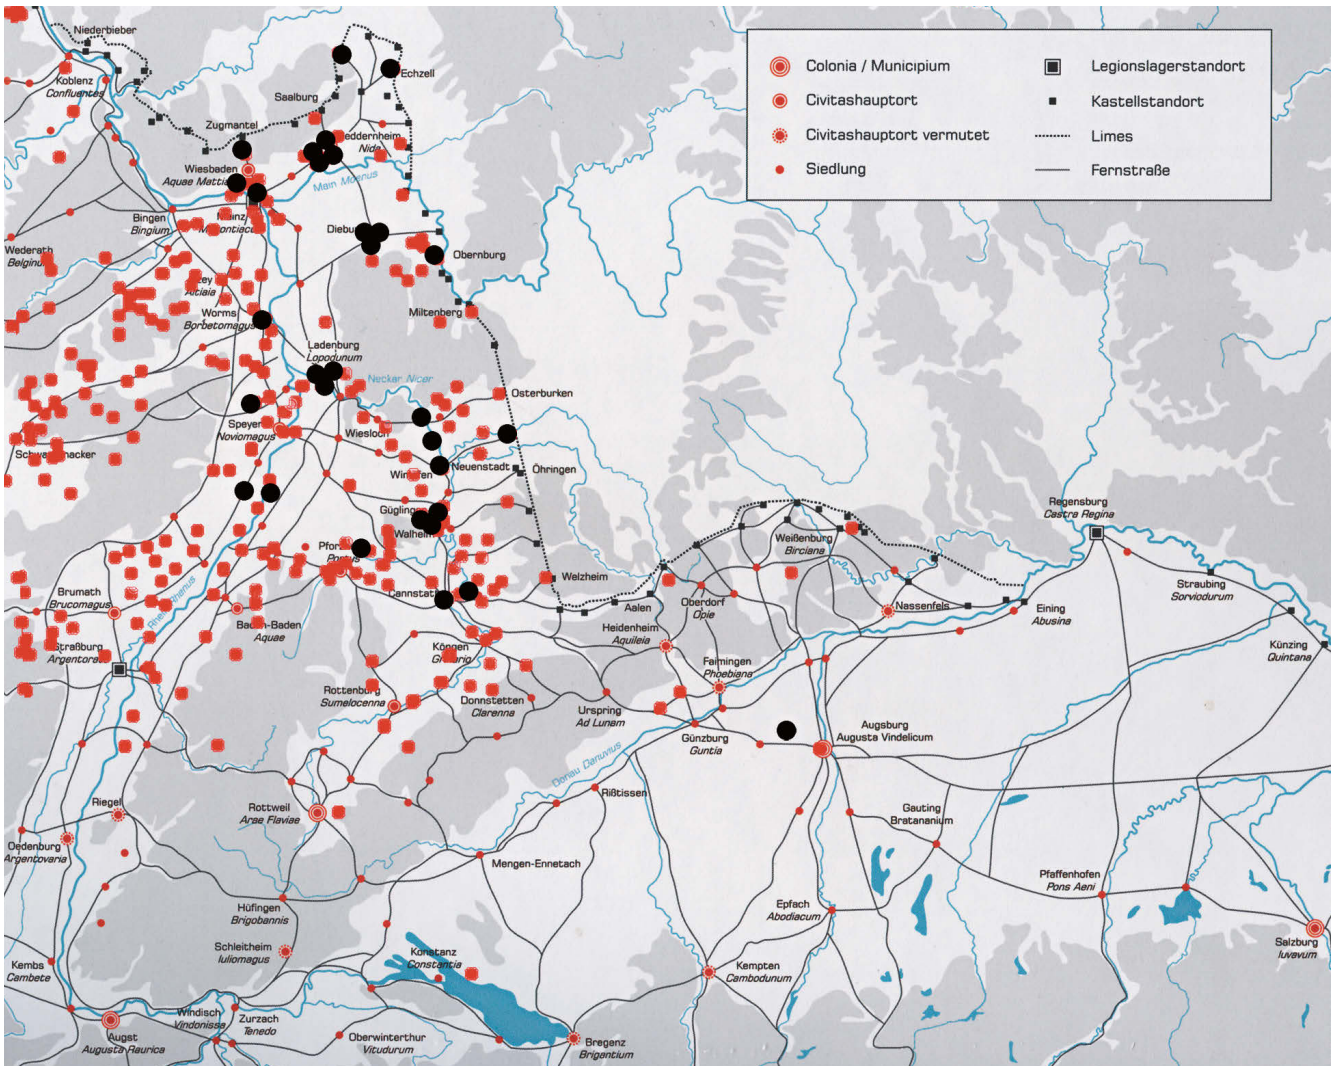 Niederbieber
Koblenz
Confluentes
Echzell
Saalburg
Zugmantel
Nida
Wiesbaden
Main Moenus
Bingen
Bingium
Wederath
Obernburg
Miltenberg
Worms
Borbetomagus
Ladenburg
Lopodunum
Neckar Nicer
Osterburken
Speyer
Noviomagus
Wiesloch
Neuenstadt
Öhringen
Walheim
Welzheim
Aalen
Brumath
Brucomagus
Rhein Rhenus
Baden-Baden
Aquae
Straßburg
Rottenburg
Sumelocenna
Donnstetten
Clarenna
Urspring
Ad Lunam
Heidenheim
Aquileia
Oberdorf
Opie
Faimingen
Phoebiana
Günzburg
Guntia
Donau Danuvius
Weißenburg
Biriciana
Nassenfels
Eining
Abusina
Regensburg
Castra Regina
Straubing
Sorviodurum
Künzing
Quintana
Augsburg
Augusta Vindelicum
Rißtissen
Riegel
Oedenburg
Argentovaria
Rottweil
Arae Flaviae
Mengen-Ennetach
Gauting
Bratananium
Pfaffenhofen
Pons Aeni
Epfach
Abodiacum
Hüfingen
Brigobannis
Schleitheim
Iuliomagus
Konstanz
Constantia
Kempten
Cambodunum
Salzburg
Iuvavum
Kembs
Cambete
Windisch
Vindonissa
Zurzach
Tenedo
Augst
Augusta Raurica
Oberwinterthur
Vitudurum
Bregenz
Brigantium
Colonia / Municipium
Civitashauptort
Civitashauptort vermutet
Siedlung
Legionslagerstandort
Kastellstandort
Limes
Fernstraße